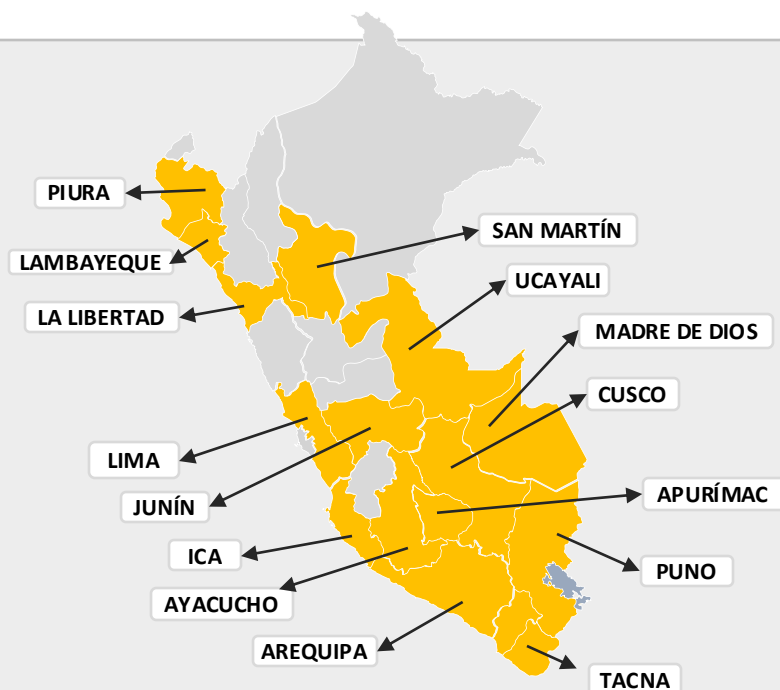 PIURA
SAN MARTÍN
LAMBAYEQUE
UCAYALI
LA LIBERTAD
MADRE DE DIOS
CUSCO
LIMA
APURÍMAC
JUNÍN
ICA
PUNO
AYACUCHO
AREQUIPA
TACNA